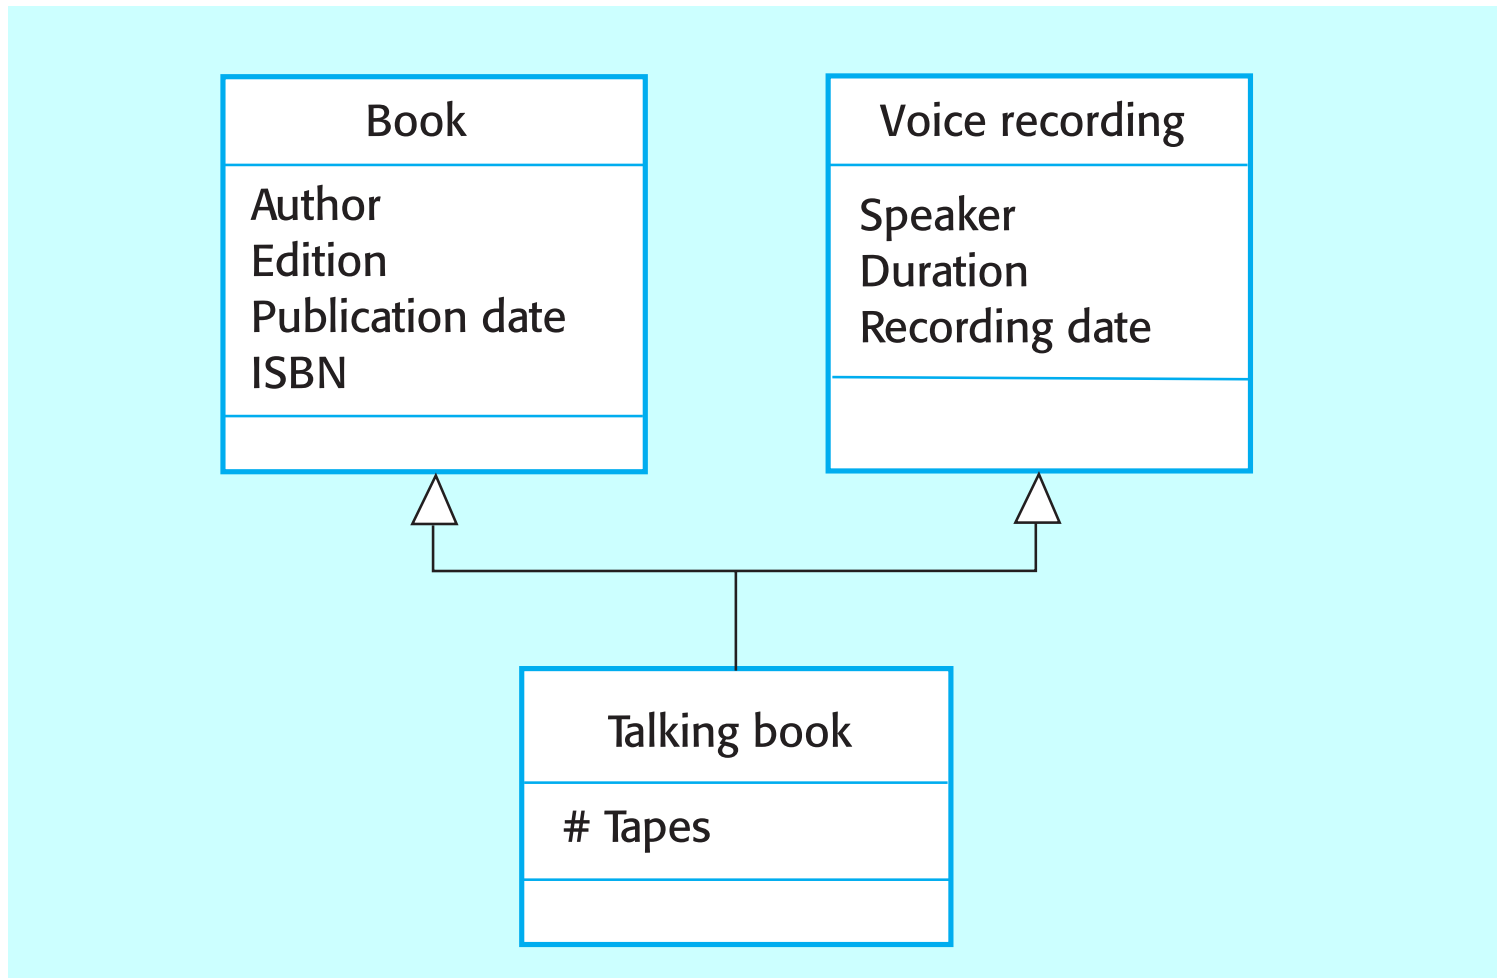 Book
Author
Edition
Publication date
ISBN
Voice recording
Speaker
Duration
Recording date
Talking book
# Tapes